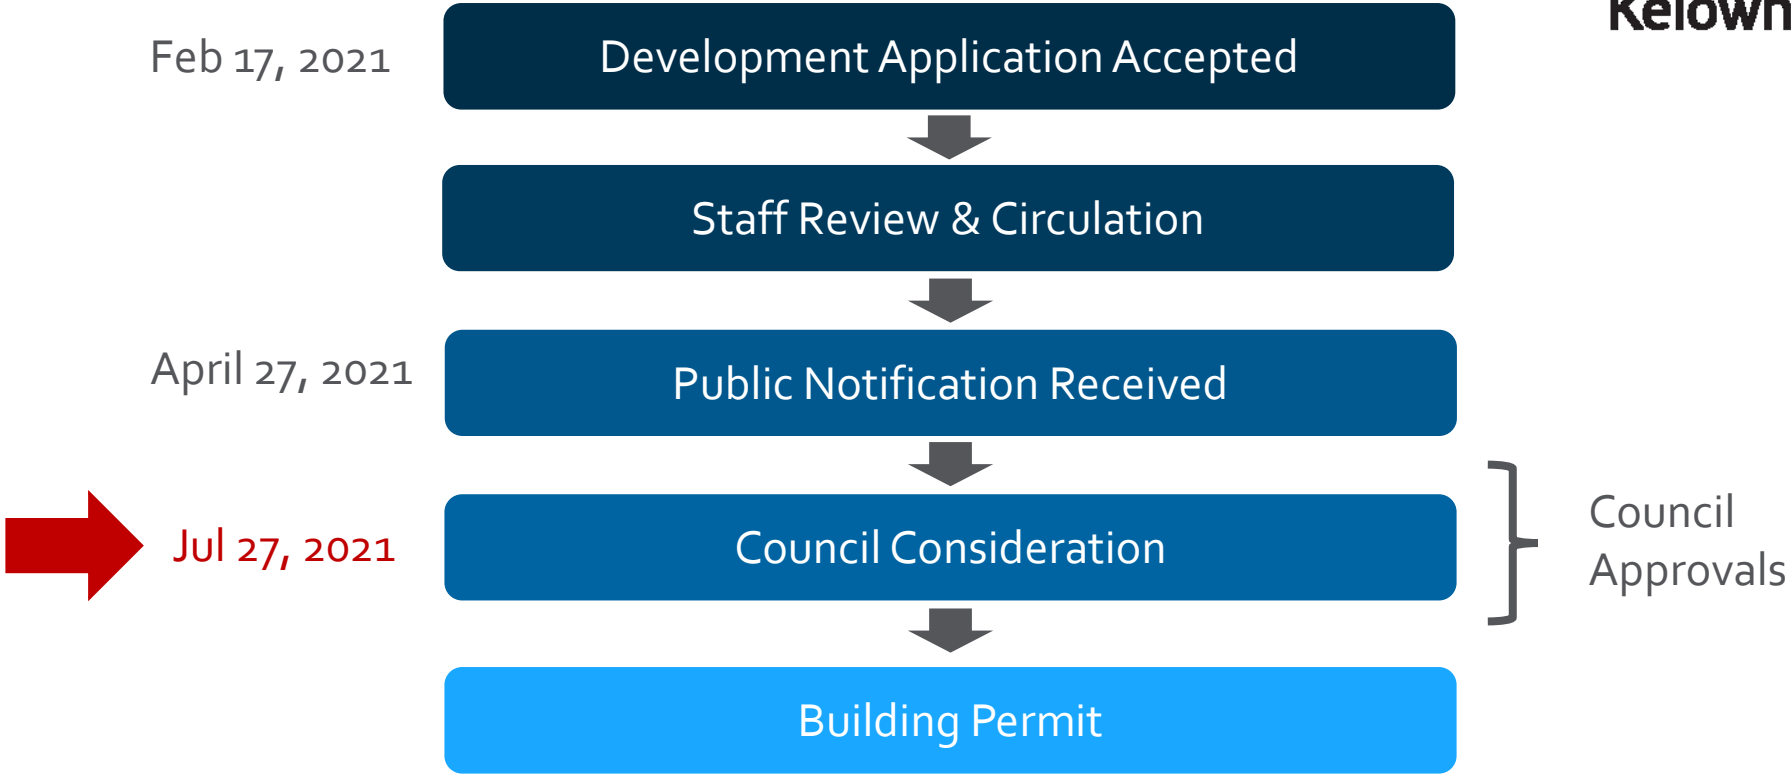 Kelown
Feb 17, 2021
Development Application Accepted
Staff Review & Circulation
April 27, 2021
Public Notification Received
Jul 27, 2021
Council Consideration
Council
Approvals
Building Permit